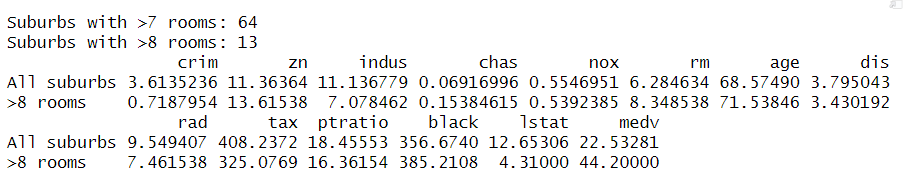 Suburbs with >7 rooms: 64
Suburbs with >8 rooms: 13
crim zn indus chas nox rm age dis
All suburbs 3.6135236 11.36364 11.136779 0.06916996 0.5546951 6.284634 68.57490 3.795043
>8 rooms 0.7187954 13.61538 7.078462 0.15384615 0.5392385 8.348538 71.53846 3.430192
rad tax ptratio black lstat medv
All suburbs 9.549407 408.2372 18.45553 356.6740 12.65306 22.53281
>8 rooms 7.461538 325.0769 16.36154 385.2108 4.31000 44.20000